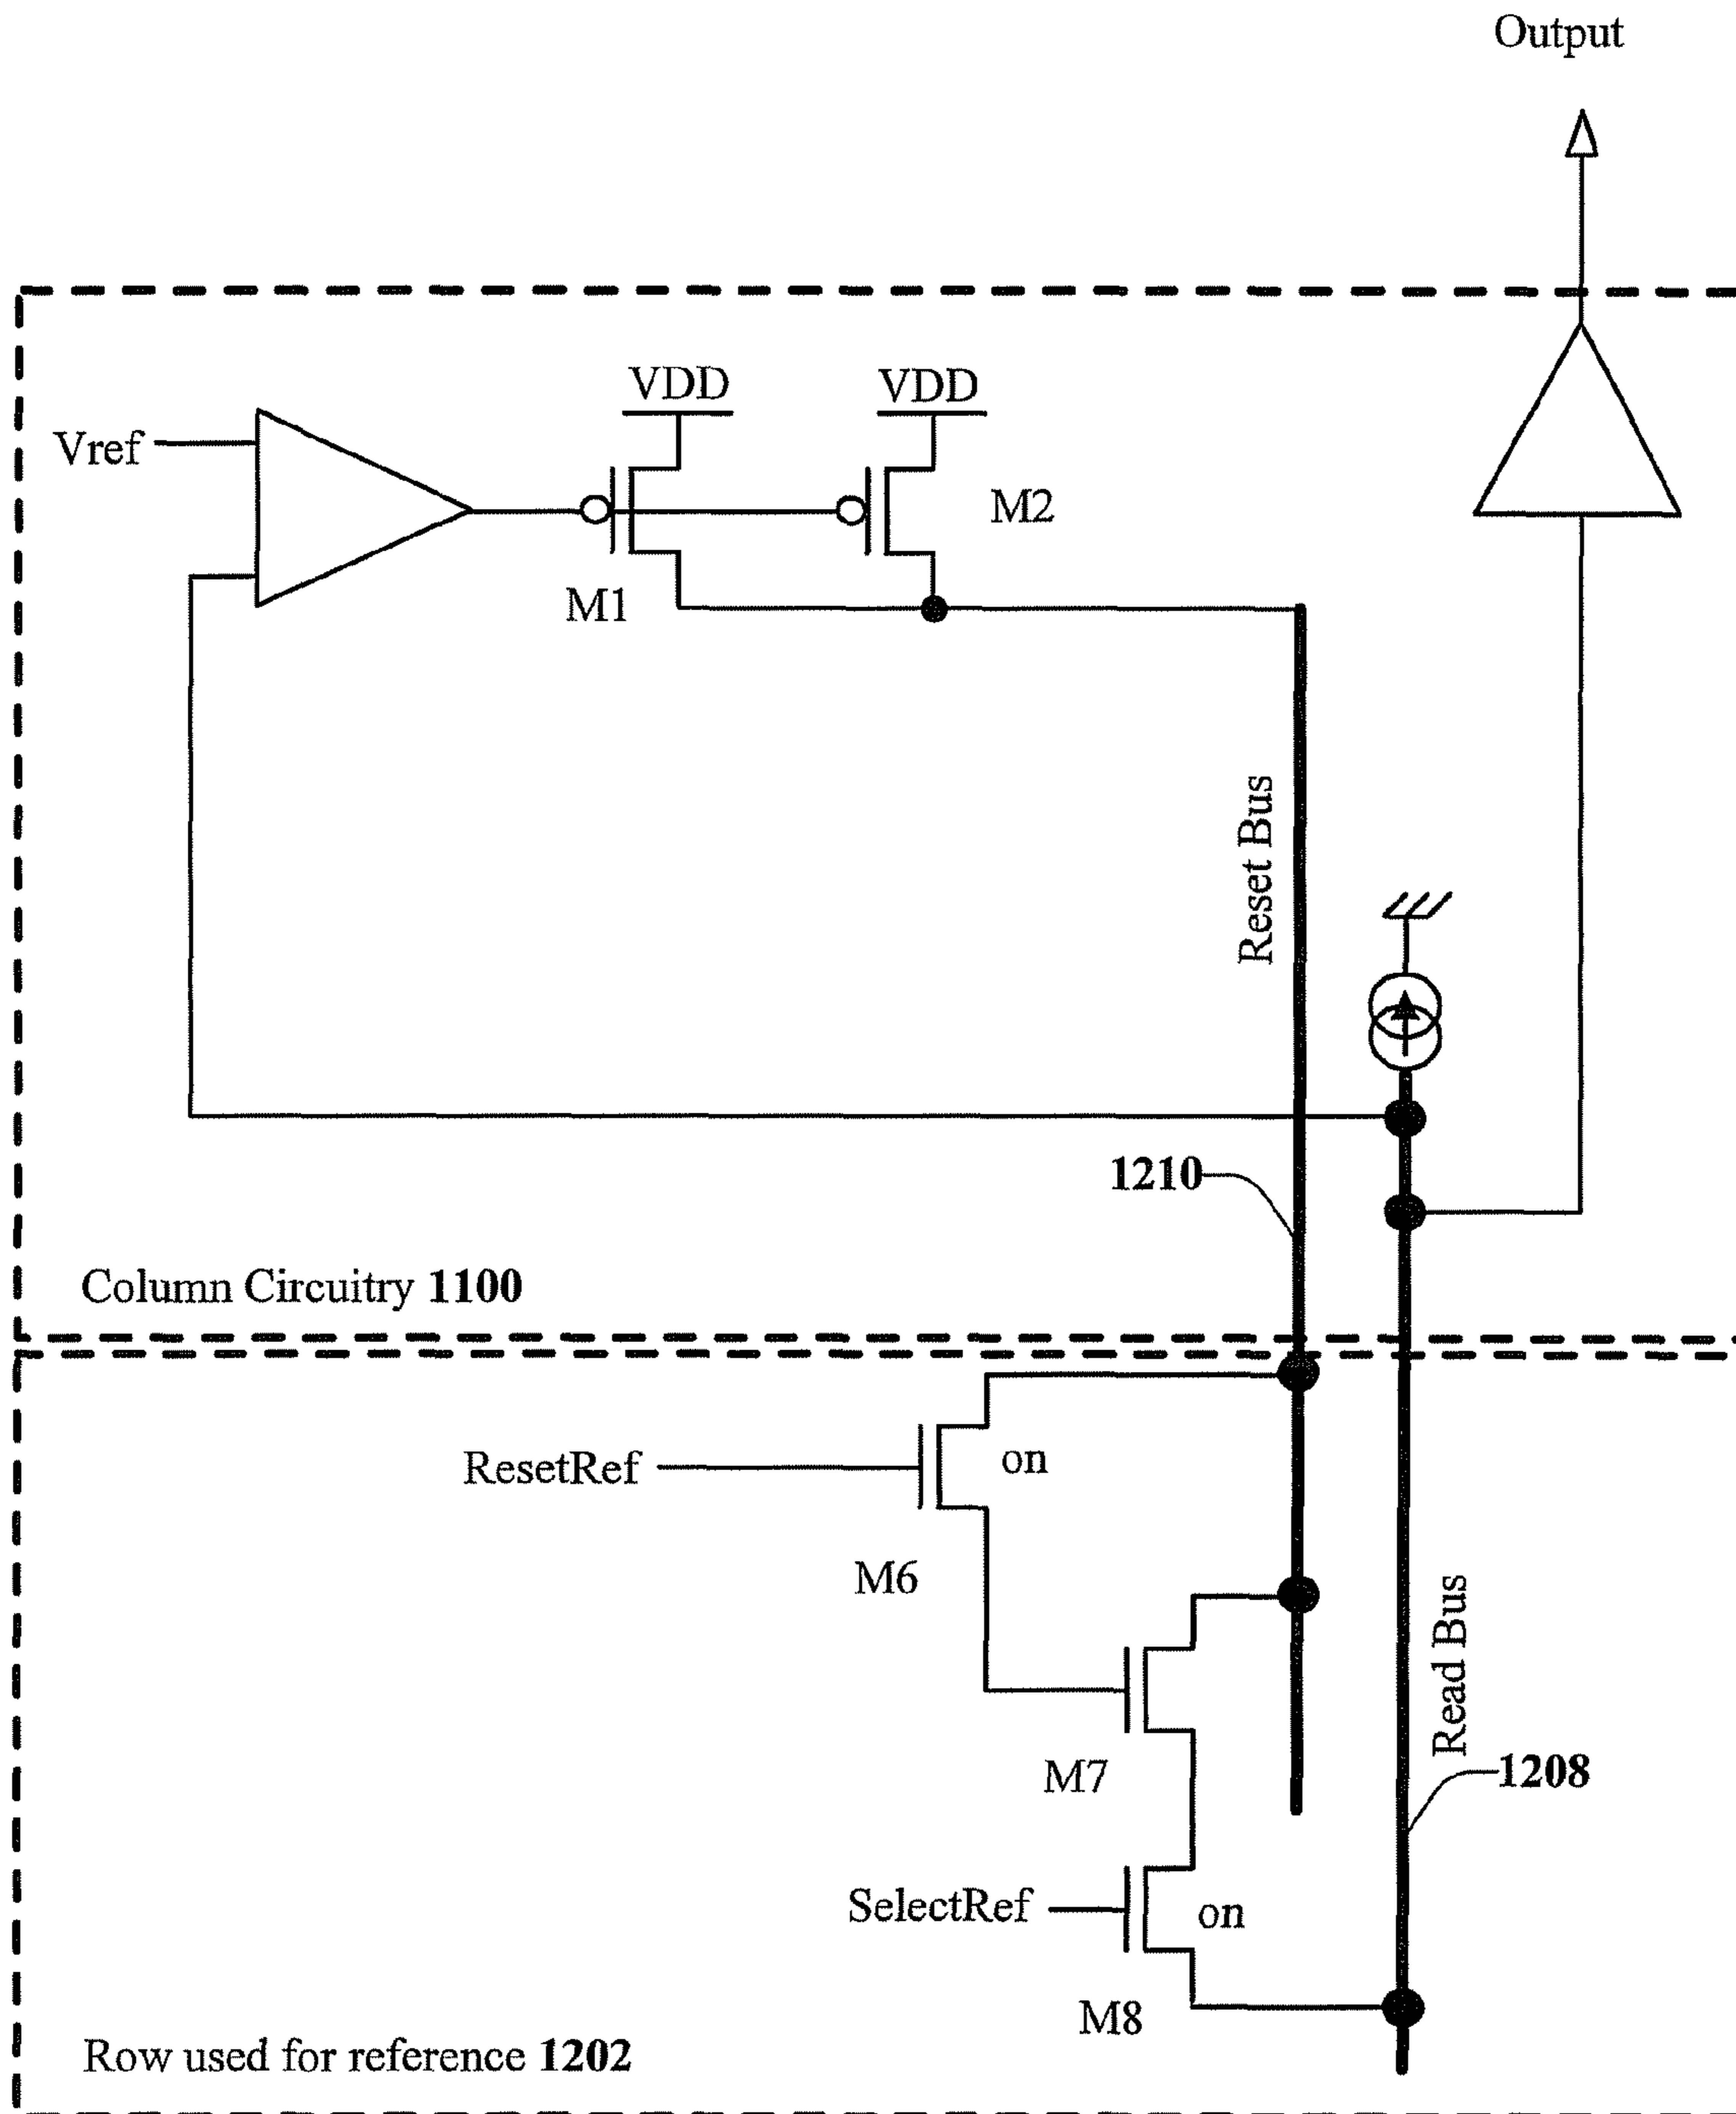 Output
VDD
VDD
Vref
M2
M1
Reset Bus
1210
Column Circuitry 1100
ResetRef
on
M6
Read Bus
M7
1208
SelectRef
on
M8
Row used for reference 1202